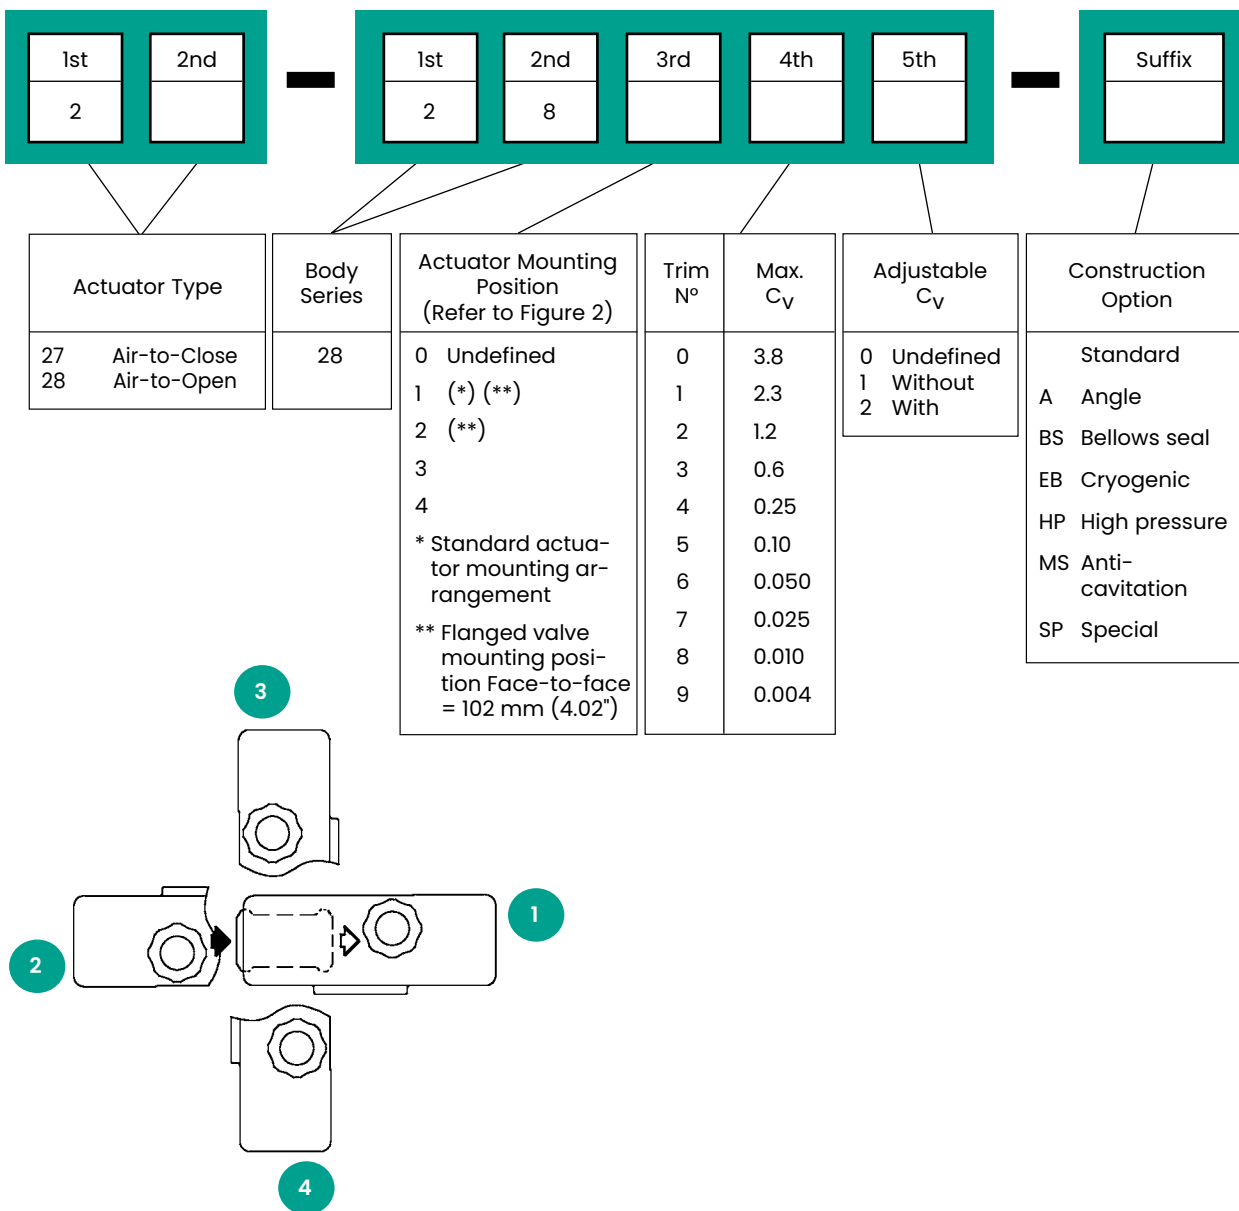 1st 2nd 1st 2nd 3rd 4th 5th Suffix
2 2 8
Actuator Type
27 Air-to-Close
28 Air-to-Open
Body
Series
28
Actuator Mounting
Position
(Refer to Figure 2)
0 Undefined
1 (*) (**)
2 (**)
3
4
* Standard actua-
tor mounting ar-
rangement
** Flanged valve
mounting posi-
tion Face-to-face
= 102 mm (4.02")
Trim Max.
N° CV
0 3.8
1 2.3
2 1.2
3 0.6
4 0.25
5 0.10
6 0.050
7 0.025
8 0.010
9 0.004
Adjustable
CV
0 Undefined
1 Without
2 With
Construction
Option
Standard
A Angle
BS Bellows seal
EB Cryogenic
HP High pressure
MS Anti-
cavitation
SP Special
3
1
2
4